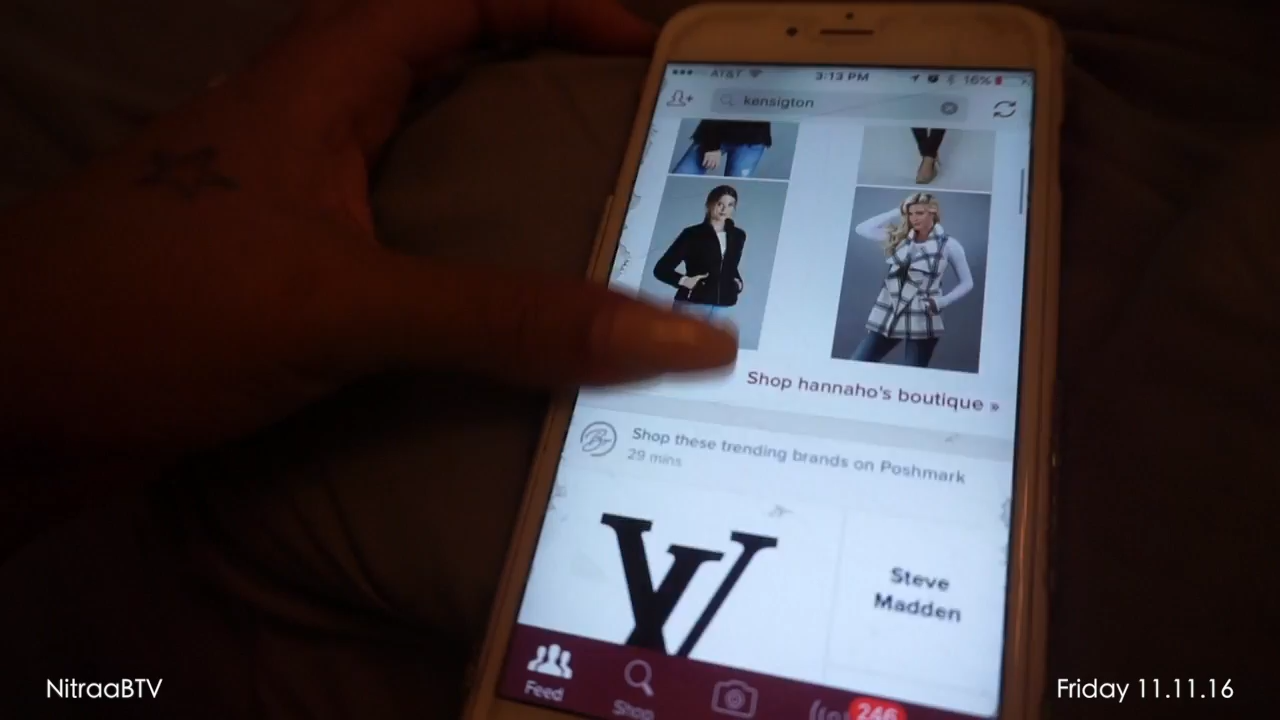 AT&T 3:13 PM 16%
kensigton
Shop hannaho's boutique »
Shop these trending brands on Poshmark
29 mins
Steve
Madden
Feed
Shop
246
NitraaBTV
Friday 11.11.16